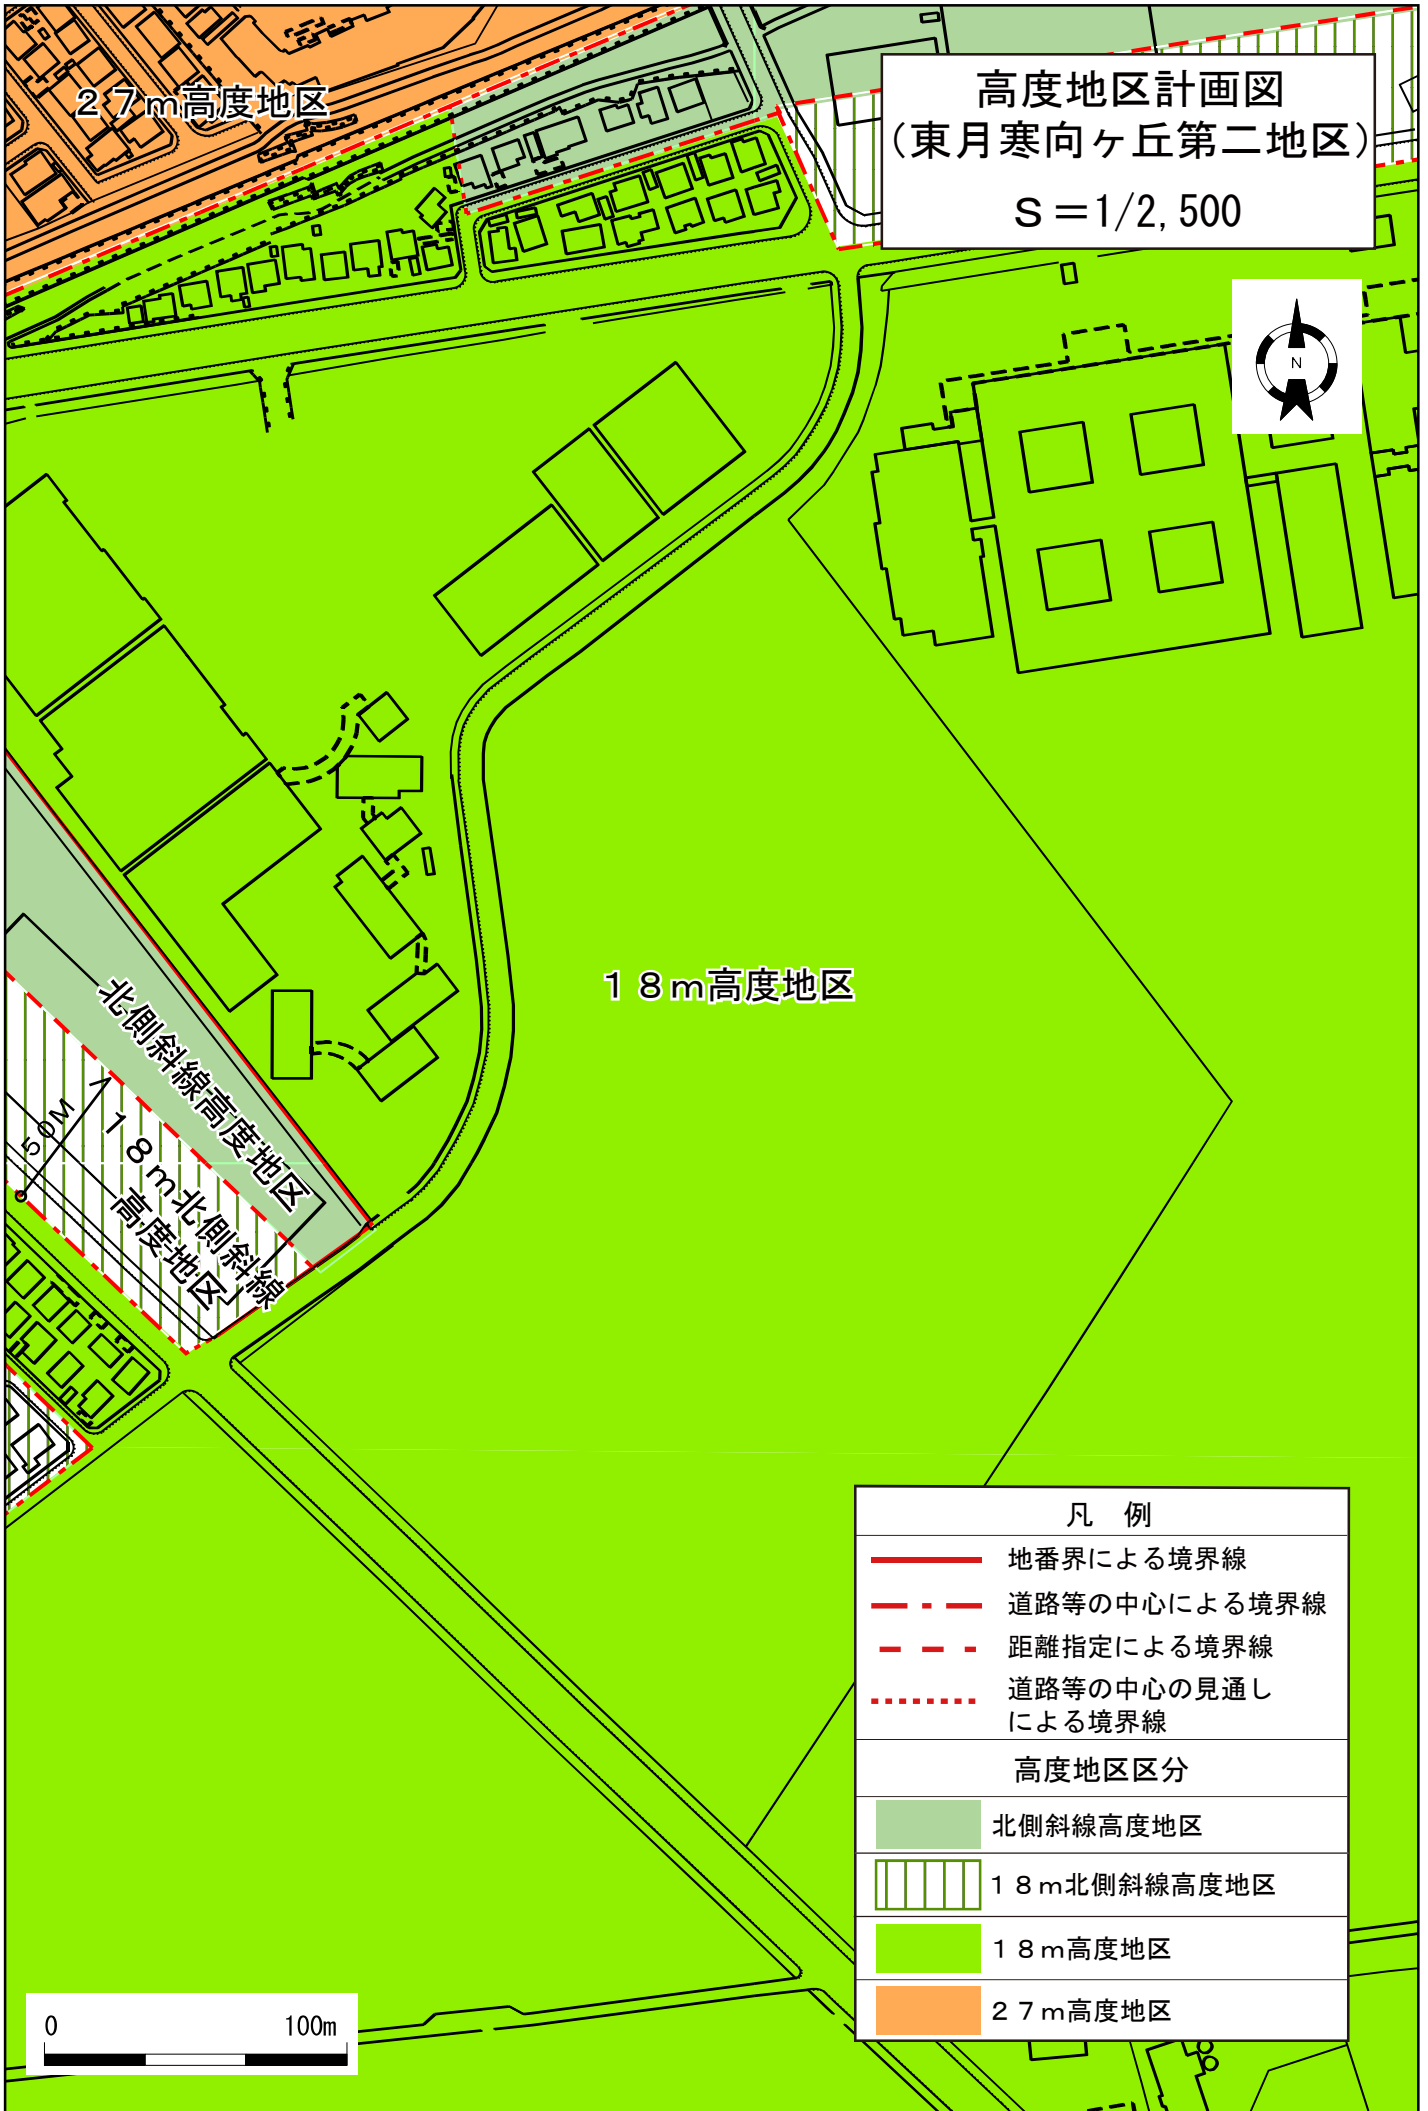 高度地区計画図
(東月寒向ヶ丘第二地区)
S=1/2,500
27m高度地区
N
18m高度地区
北側斜線高度地区
50M
18m北側斜線
高度地区
凡 例
地番界による境界線
道路等の中心による境界線
距離指定による境界線
道路等の中心の見通し
による境界線
高度地区区分
北側斜線高度地区
18m北側斜線高度地区
18m高度地区
27m高度地区
0 100m